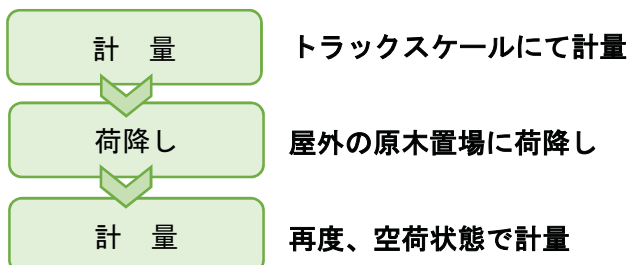 計　量
トラックスケールにて計量
荷降し
屋外の原木置場に荷降し
計　量
再度、空荷状態で計量